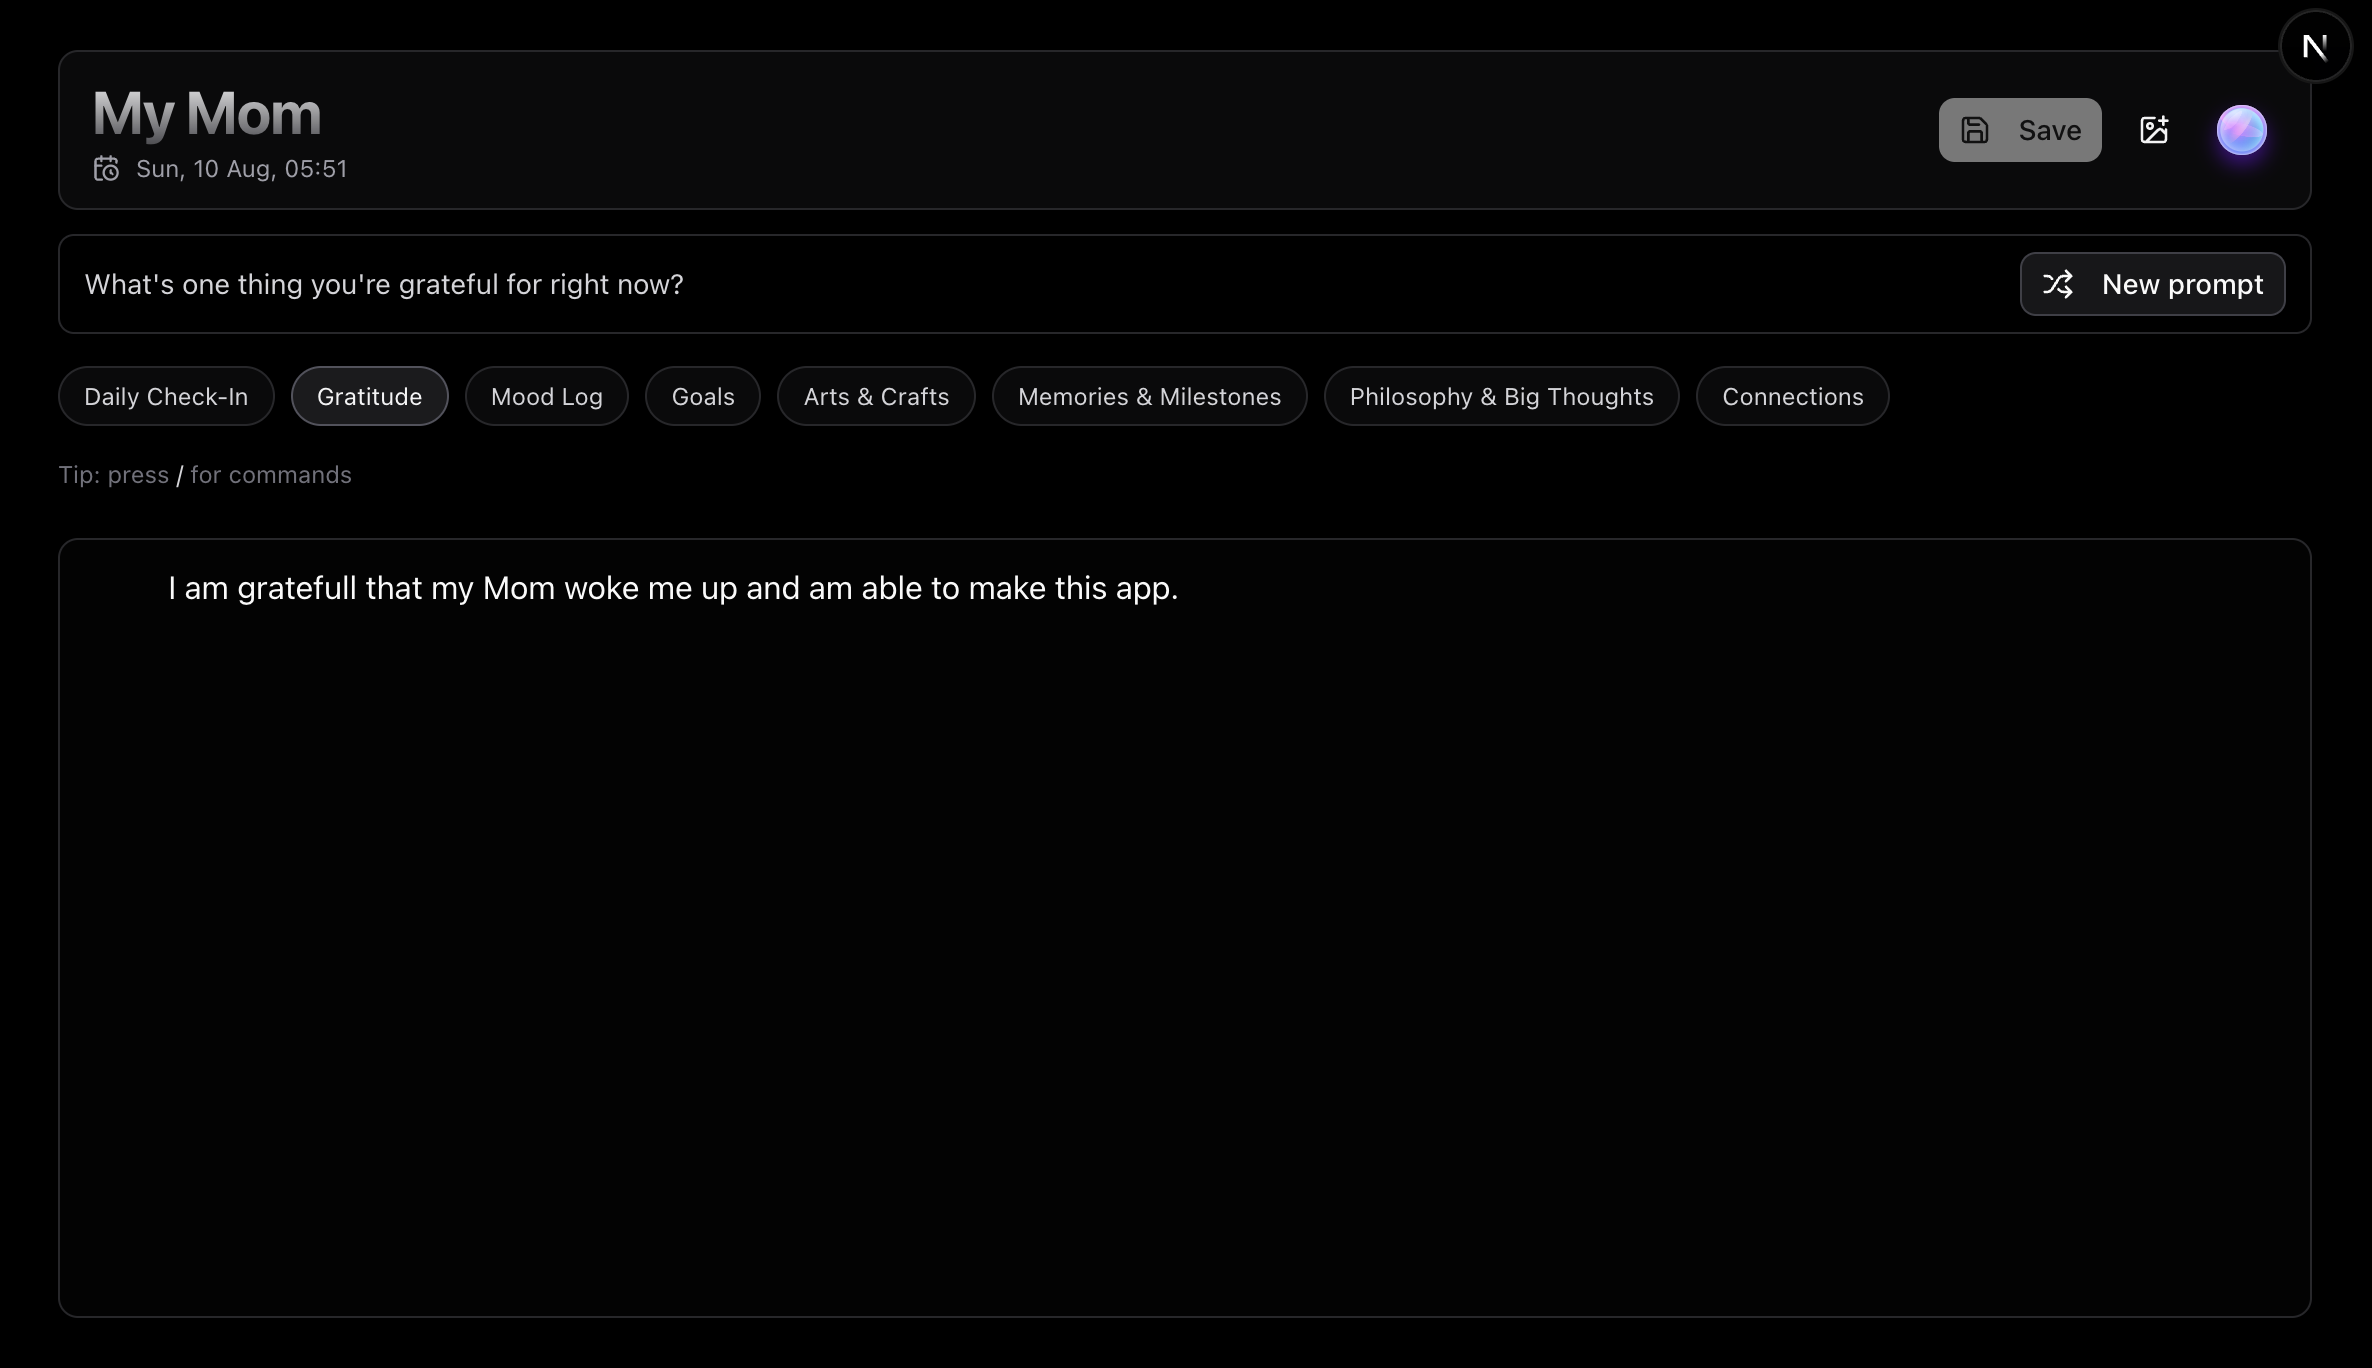 N
My Mom
Sun, 10 Aug, 05:51
Save
What's one thing you're grateful for right now?
New prompt
Daily Check-In
Gratitude
Mood Log
Goals
Arts & Crafts
Memories & Milestones
Philosophy & Big Thoughts
Connections
Tip: press / for commands
I am gratefull that my Mom woke me up and am able to make this app.